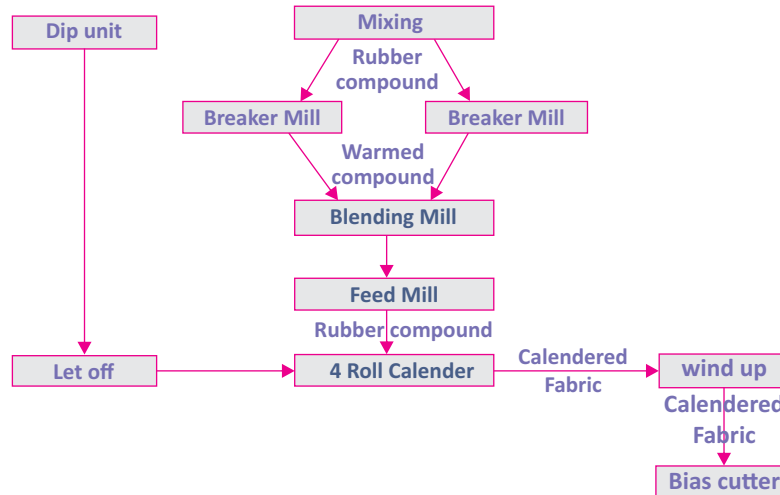 Dip unit
Mixing
Rubber
compound
Breaker Mill
Breaker Mill
Warmed
compound
Blending Mill
Feed Mill
Rubber compound
Let off
4 Roll Calender
Calendered
Fabric
wind up
Calendered
Fabric
Bias cutter